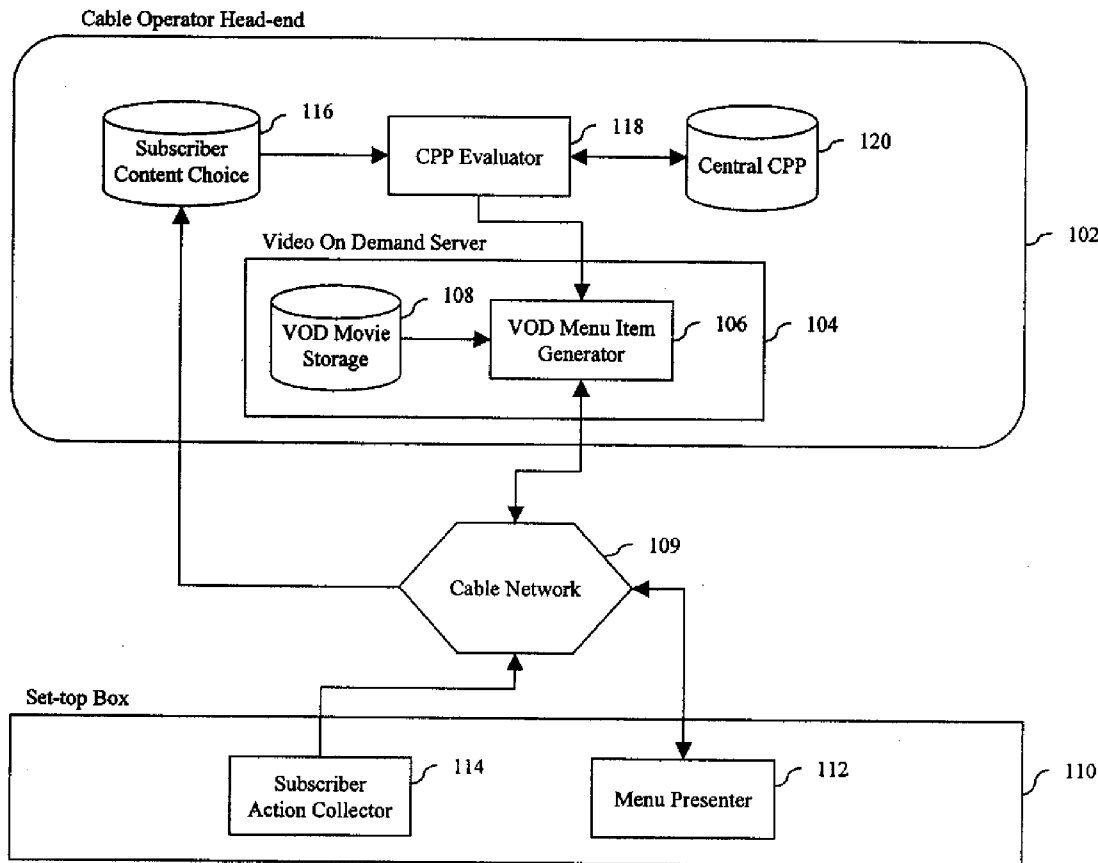 Cable Operator Head-end
116
Subscriber
Content Choice
118
CPP Evaluator
120
Central CPP
102
Video On Demand Server
108
VOD Movie
Storage
VOD Menu Item
Generator
106
104
109
Cable Network
Set-top Box
114
Subscriber
Action Collector
112
Menu Presenter
110